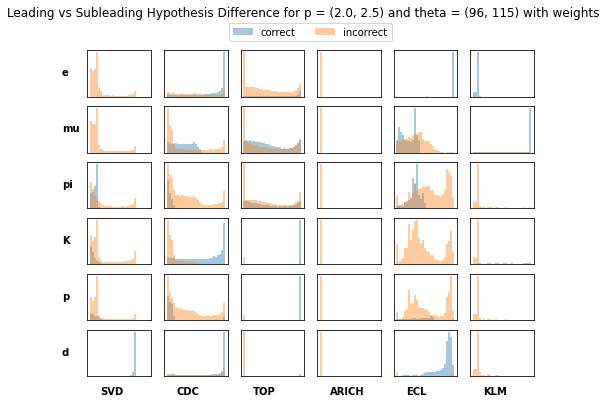 Leading vs Subleading Hypothesis Difference for p = (2.0, 2.5) and theta = (96, 115) with weights
correct incorrect
e
mu
pi
K
p
d
SVD CDC TOP ARICH ECL KLM